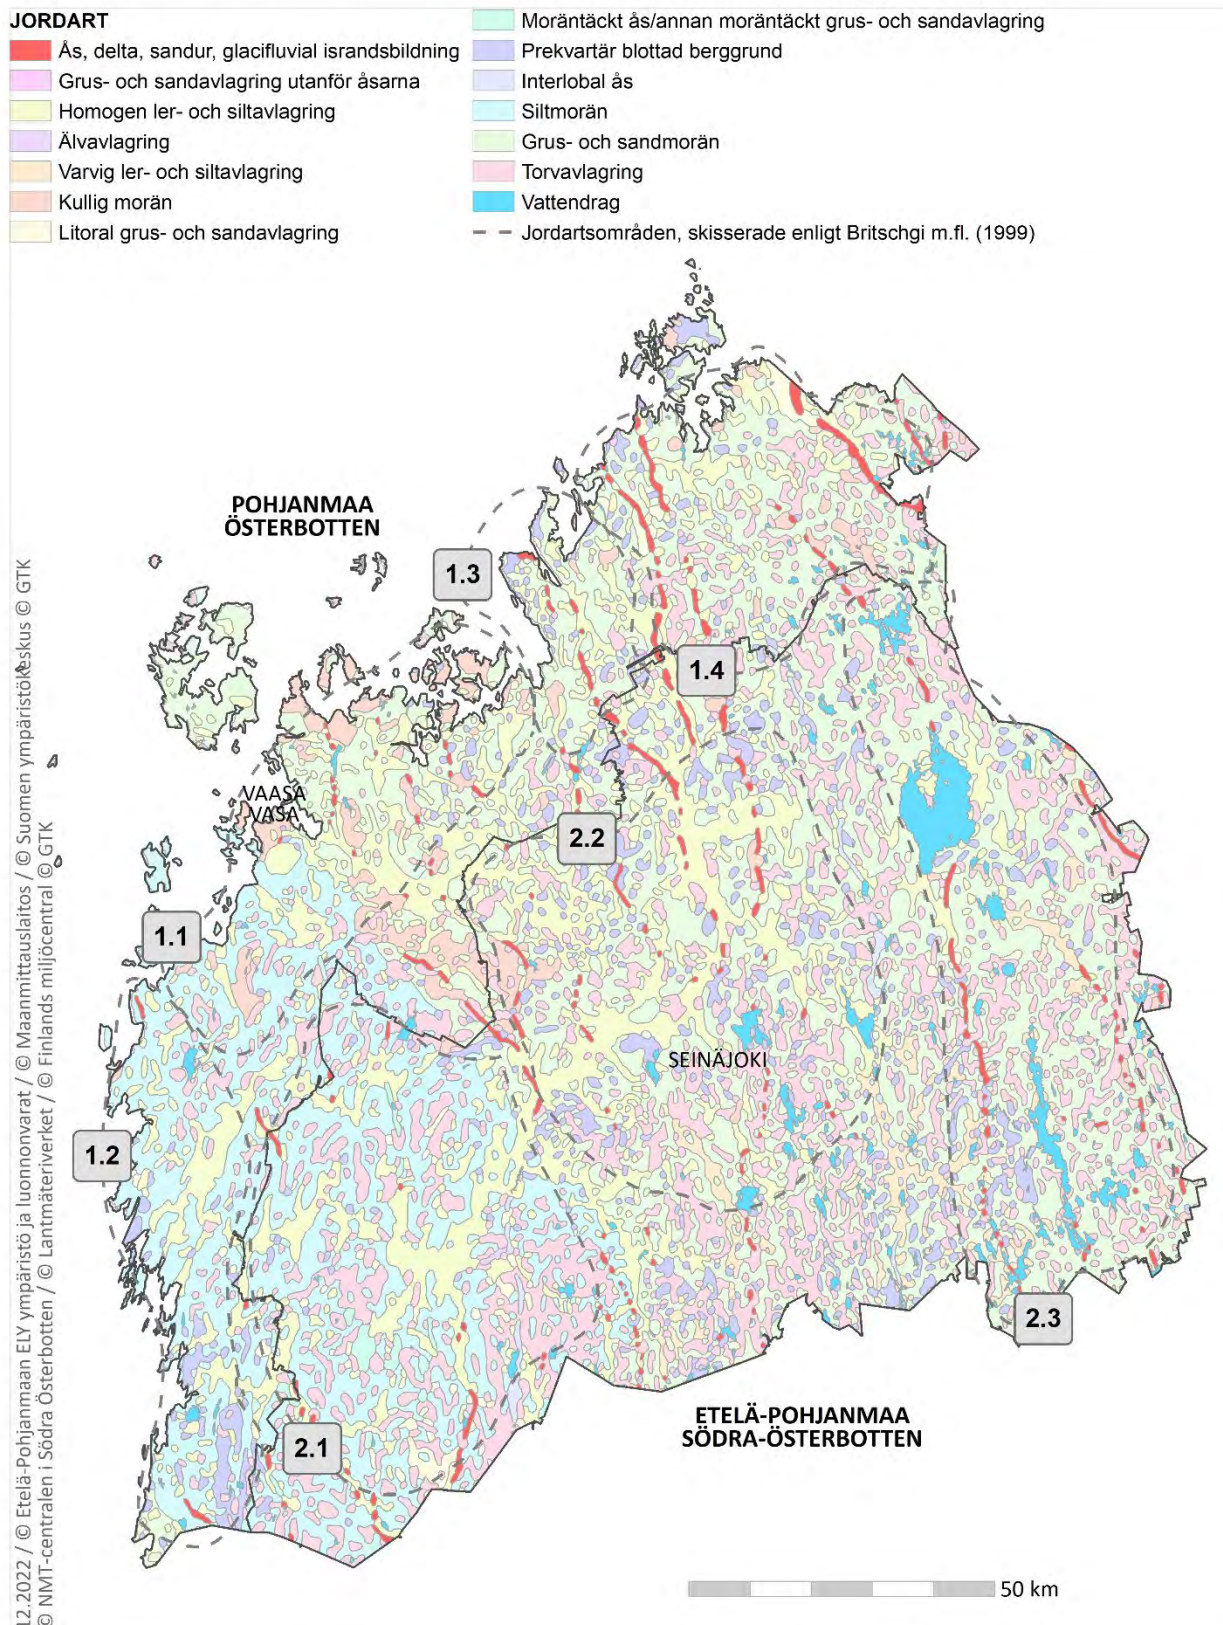 JORDART
Ås, delta, sandur, glacifluvial israndsbildning
Grus- och sandavlagring utanför åsarna
Homogen ler- och siltavlagring
Älvavlagring
Varvig ler- och siltavlagring
Kullig morän
Litoral grus- och sandavlagring
Moräntäckt ås/annan moräntäckt grus- och sandavlagring
Prekvartär blottad berggrund
Interlobal ås
Siltmorän
Grus- och sandmorän
Torvavlagring
Vattendrag
Jordartsområden, skisserade enligt Britschgi m.fl. (1999)
POHJANMAA
ÖSTERBOTTEN
1.3
1.4
VAASA
VASA
2.2
1.1
SEINÄJOKI
1.2
2.3
ETELÄ-POHJANMAA
SÖDRA-ÖSTERBOTTEN
2.1
50 km
12.2022 / © Etelä-Pohjanmaan ELY ympäristö ja luonnonvarat / © Maanmittauslaitos / © Suomen ympäristökeskus © GTK
© NMT-centralen i Södra Österbotten / © Lantmäteriverket / © Finlands miljöcentral © GTK